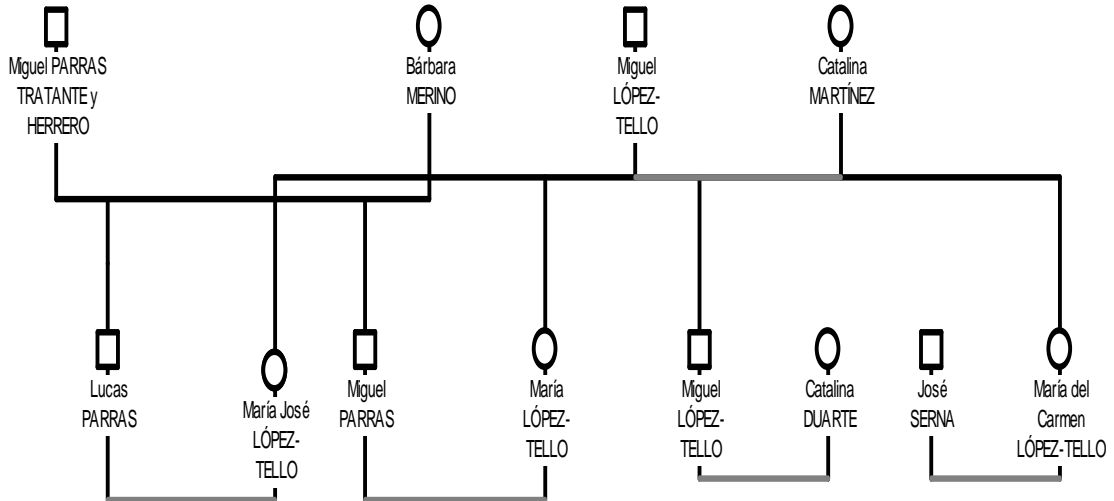 Miguel PARRAS
TRATANTE y
HERRERO
Bárbara
MERINO
Miguel
LÓPEZ-
TELLO
Catalina
MARTÍNEZ
Lucas
PARRAS
María José
LÓPEZ-
TELLO
Miguel
PARRAS
María
LÓPEZ-
TELLO
Miguel
LÓPEZ-
TELLO
Catalina
DUARTE
José
SERNA
María del
Carmen
LÓPEZ-TELLO